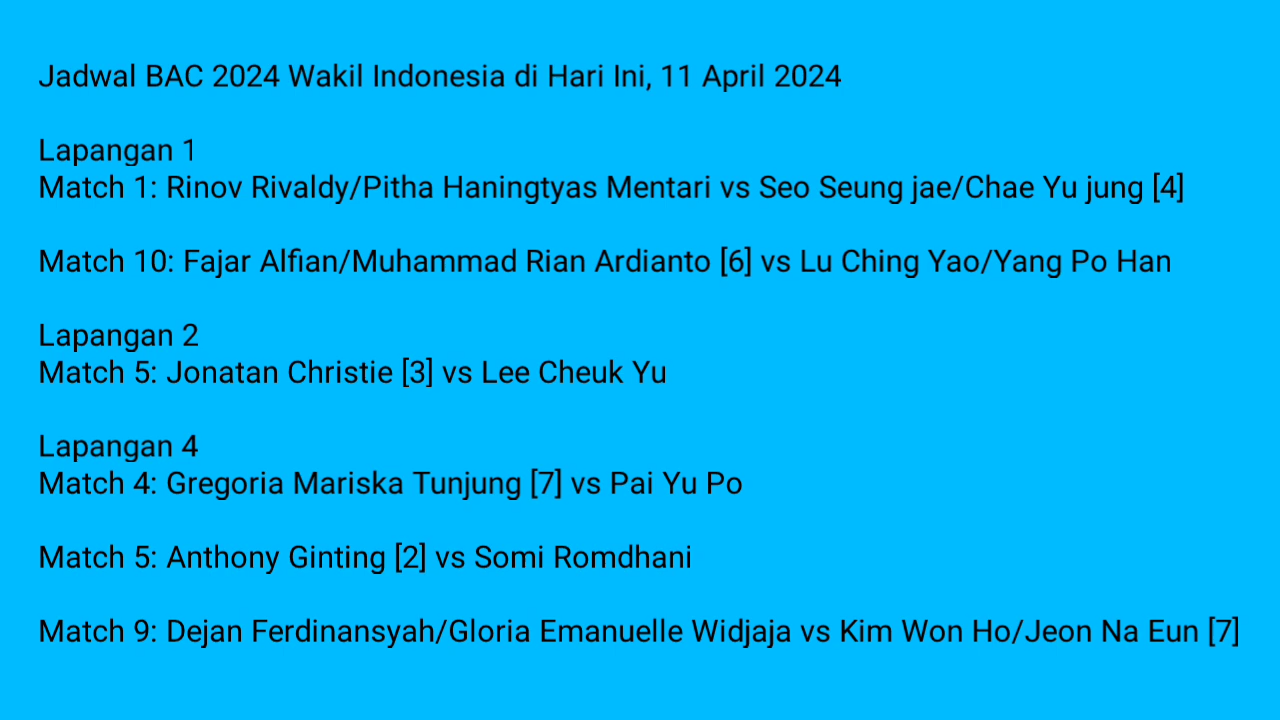 Jadwal BAC 2024 Wakil Indonesia di Hari Ini, 11 April 2024
Lapangan 1
Match 1: Rinov Rivaldy/Pitha Haningtyas Mentari vs Seo Seung jae/Chae Yu jung [4]
Match 10: Fajar Alfian/Muhammad Rian Ardianto [6] vs Lu Ching Yao/Yang Po Han
Lapangan 2
Match 5: Jonatan Christie [3] vs Lee Cheuk Yu
Lapangan 4
Match 4: Gregoria Mariska Tunjung [7] vs Pai Yu Po
Match 5: Anthony Ginting [2] vs Somi Romdhani
Match 9: Dejan Ferdinansyah/Gloria Emanuelle Widjaja vs Kim Won Ho/Jeon Na Eun [7]